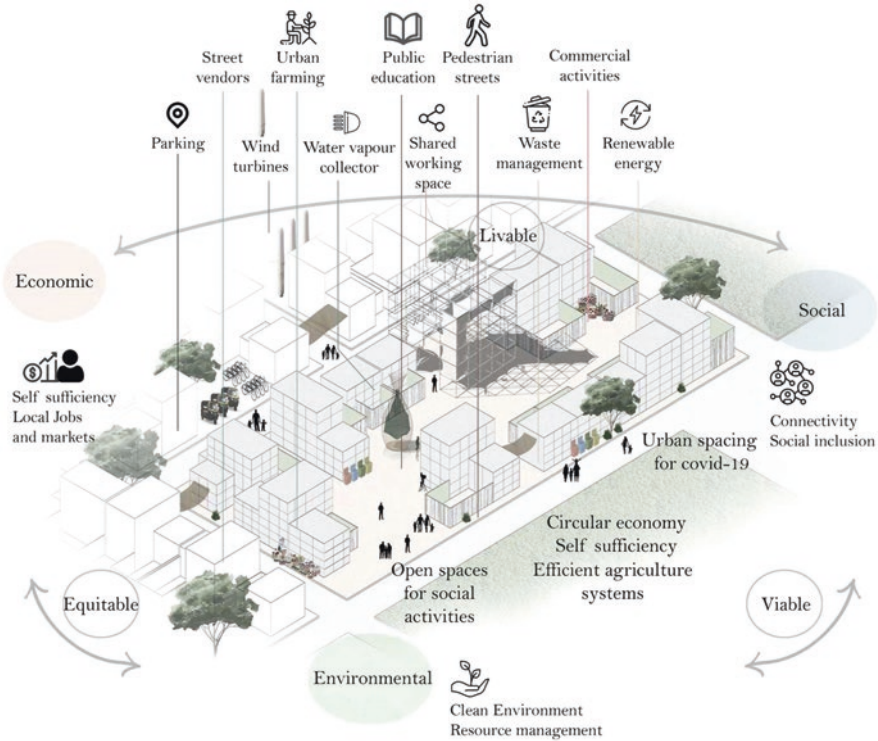 Street
vendors
Urban
farming
Public
education
Pedestrian
streets
Commercial
activities
Parking
Wind
turbines
Water vapour
collector
Shared
working
space
Waste
management
Renewable
energy
Livable
Economic
Social
Self sufficiency
Local Jobs
and markets
Connectivity
Social inclusion
Urban spacing
for covid-19
Circular economy
Self sufficiency
Efficient agriculture
systems
Open spaces
for social
activities
Equitable
Viable
Environmental
Clean Environment
Resource management